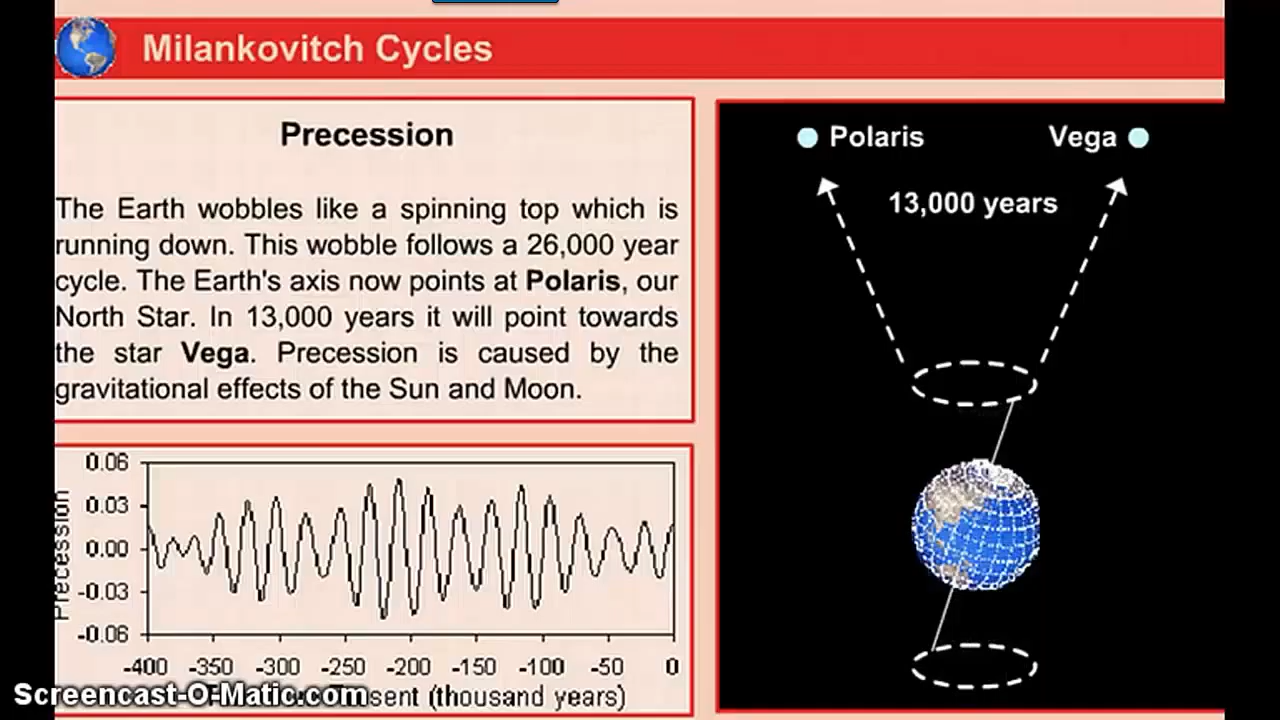 Milankovitch Cycles
Precession
The Earth wobbles like a spinning top which is
running down. This wobble follows a 26,000 year
cycle. The Earth's axis now points at Polaris, our
North Star. In 13,000 years it will point towards
the star Vega. Precession is caused by the
gravitational effects of the Sun and Moon.
Polaris
Vega
13,000 years
Precession
0.06
0.03
0.00
-0.03
-0.06
-400 -350 -300 -250 -200 -150 -100 -50 0
sent (thousand years)
Screencast-O-Matic.com